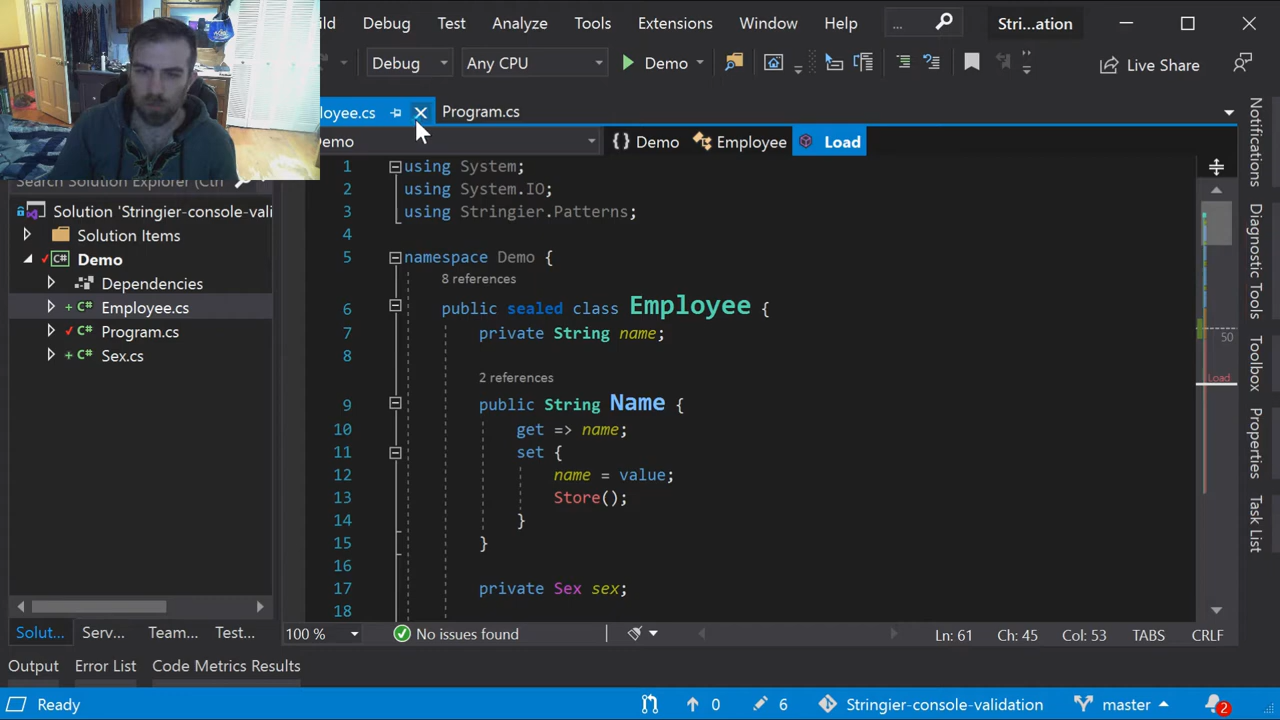 Debug Test Analyze Tools Extensions Window Help ... Stri...ation
Debug Any CPU Demo Live Share
loyee.cs Program.cs
Demo Demo Employee Load
Search Solution Explorer (Ctr
Solution 'Stringier-console-vali
Solution Items
Demo
Dependencies
Employee.cs
Program.cs
Sex.cs
1 using System;
2 using System.IO;
3 using Stringier.Patterns;
4
5 namespace Demo {
8 references
6 public sealed class Employee {
7 private String name;
8
2 references
9 public String Name {
10 get => name;
11 set {
12 name = value;
13 Store();
14 }
15 }
16
17 private Sex sex;
18
50
Load
Notifications
Diagnostic Tools
Toolbox
Properties
Task List
Solut... Serv... Team... Test...
100 % No issues found Ln: 61 Ch: 45 Col: 53 TABS CRLF
Output Error List Code Metrics Results
Ready 0 6 Stringier-console-validation master 2